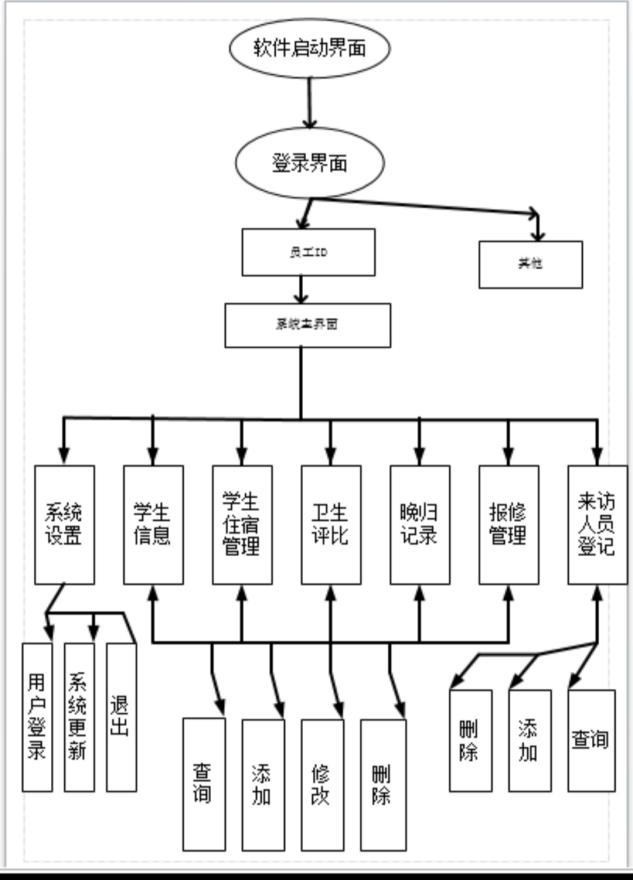 软件启动界面
登录界面
员工ID
其他
系统主界面
系统
设置
学生
信息
学生
住宿
管理
卫生
评比
晚归
记录
报修
管理
来访
人员
登记
用户登录
系统更新
退出
查询
添加
修改
删除
删除
添加
查询